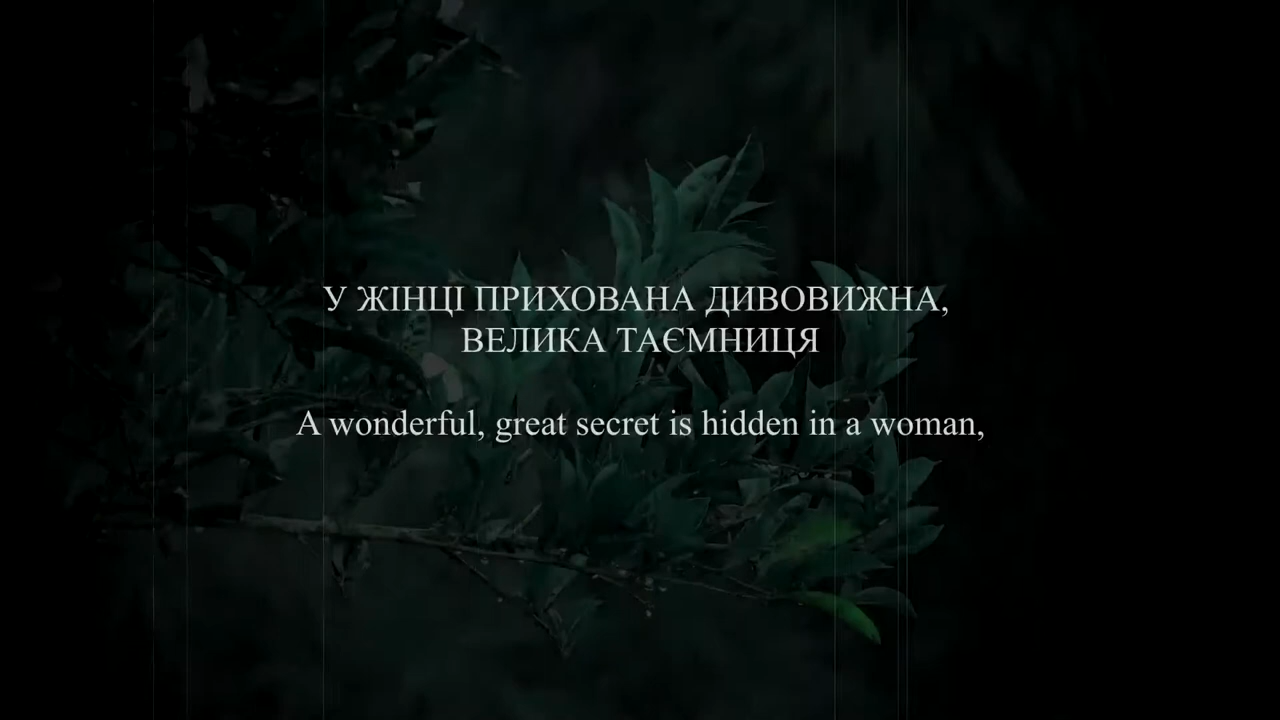 У ЖІНЦІ ПРИХОВАНА ДИВОВИЖНА,
ВЕЛИКА ТАЄМНИЦЯ
A wonderful, great secret is hidden in a woman,